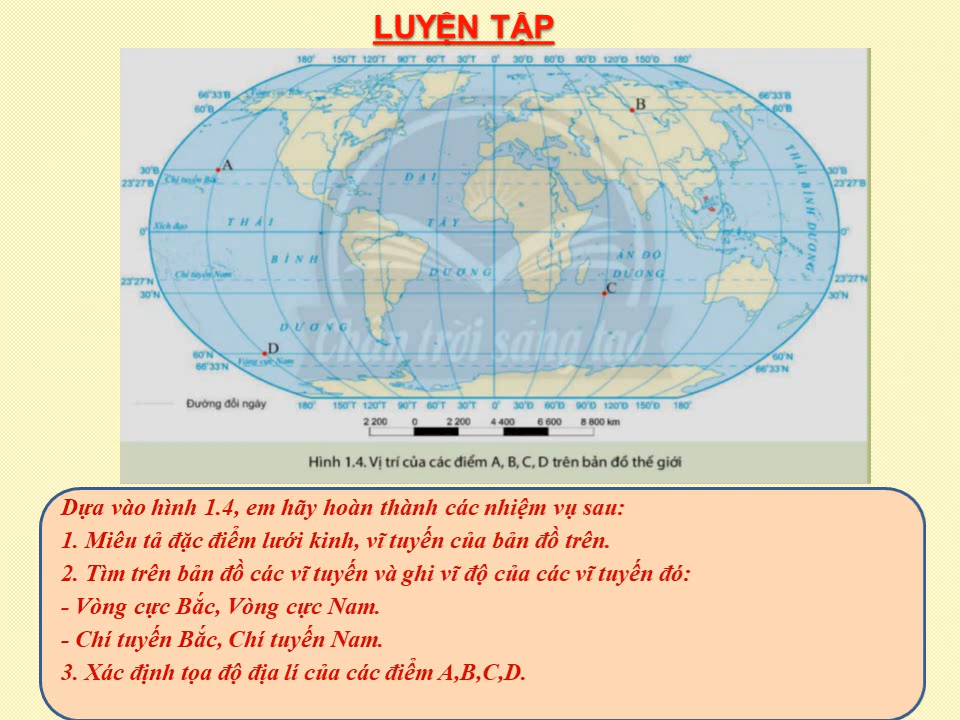 LUYỆN TẬP
180° 150°T 120°T 90°T 60°T 30°T 0° 30°Đ 60°Đ 90°Đ 120°Đ 150°Đ 180°
66°33'B Vòng cực Bắc 66°33'B
60°B B 60°B
30°B A 30°B
23°27'B Chí tuyến Bắc ĐẠI 23°27'B
THÁI BÌNH DƯƠNG
0° Xích đạo THÁI TÂY 0°
BÌNH DƯƠNG ẤN ĐỘ DƯƠNG
23°27'N Chí tuyến Nam 23°27'N
30°N C 30°N
DƯƠNG
Chân trời sáng tạo
60°N D 60°N
66°33'N Vòng cực Nam 66°33'N
180° 150°T 120°T 90°T 60°T 30°T 0° 30°Đ 60°Đ 90°Đ 120°Đ 150°Đ 180°
Đường đổi ngày
2 200 0 2 200 4 400 6 600 8 800 km
Hình 1.4. Vị trí của các điểm A, B, C, D trên bản đồ thế giới
Dựa vào hình 1.4, em hãy hoàn thành các nhiệm vụ sau:
1. Miêu tả đặc điểm lưới kinh, vĩ tuyến của bản đồ trên.
2. Tìm trên bản đồ các vĩ tuyến và ghi vĩ độ của các vĩ tuyến đó:
- Vòng cực Bắc, Vòng cực Nam.
- Chí tuyến Bắc, Chí tuyến Nam.
3. Xác định tọa độ địa lí của các điểm A,B,C,D.